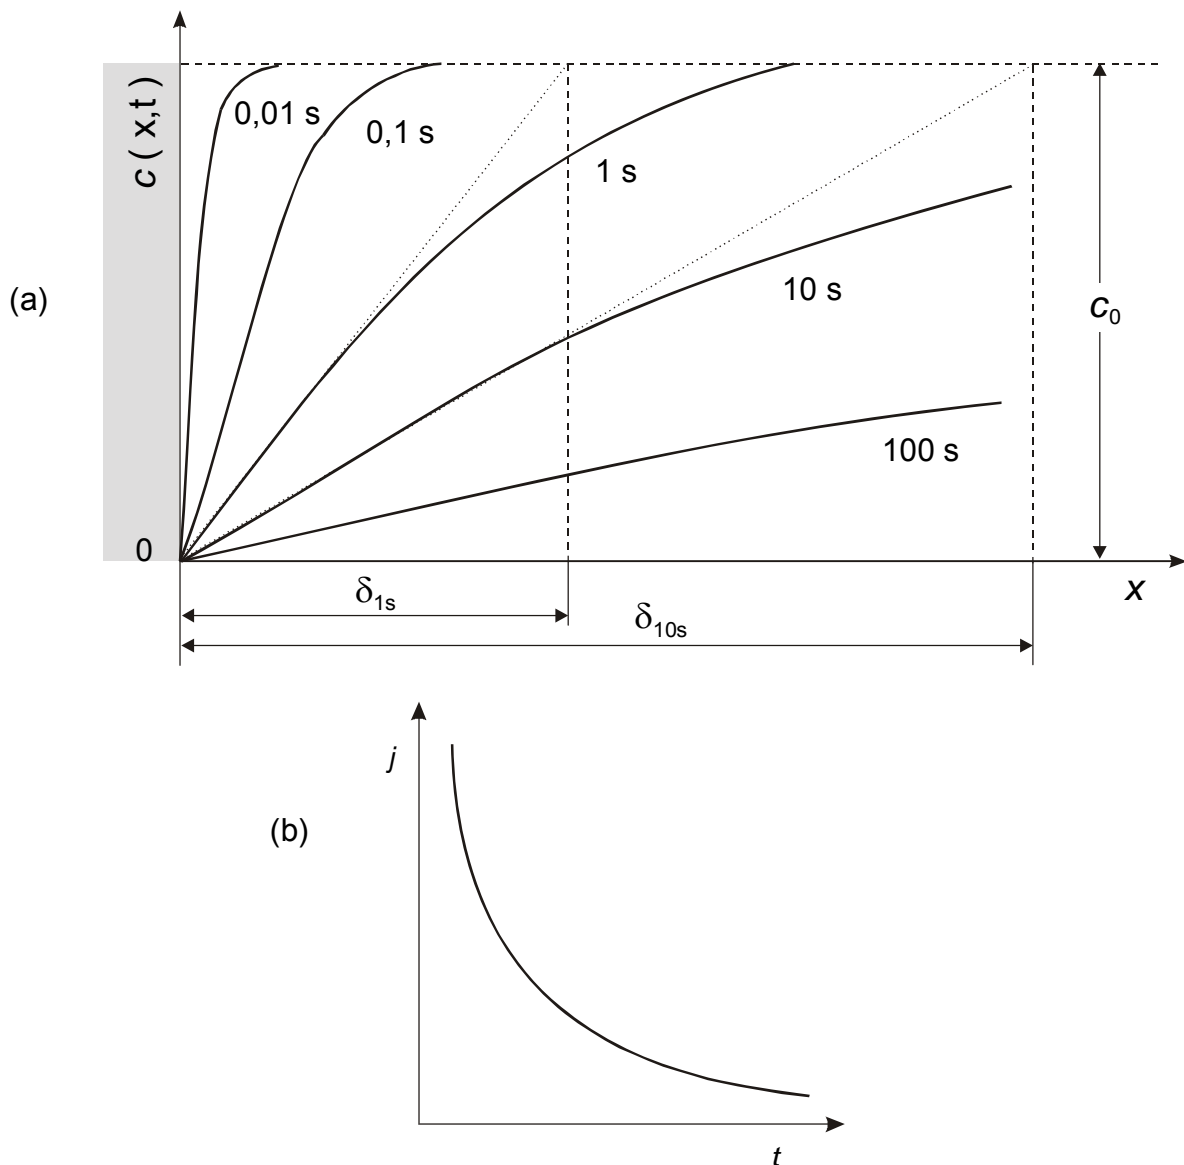 c ( x,t )
0,01 s
0,1 s
1 s
(a)
10 s
c₀
100 s
0
x
δ₁ₛ
δ₁₀ₛ
j
(b)
t